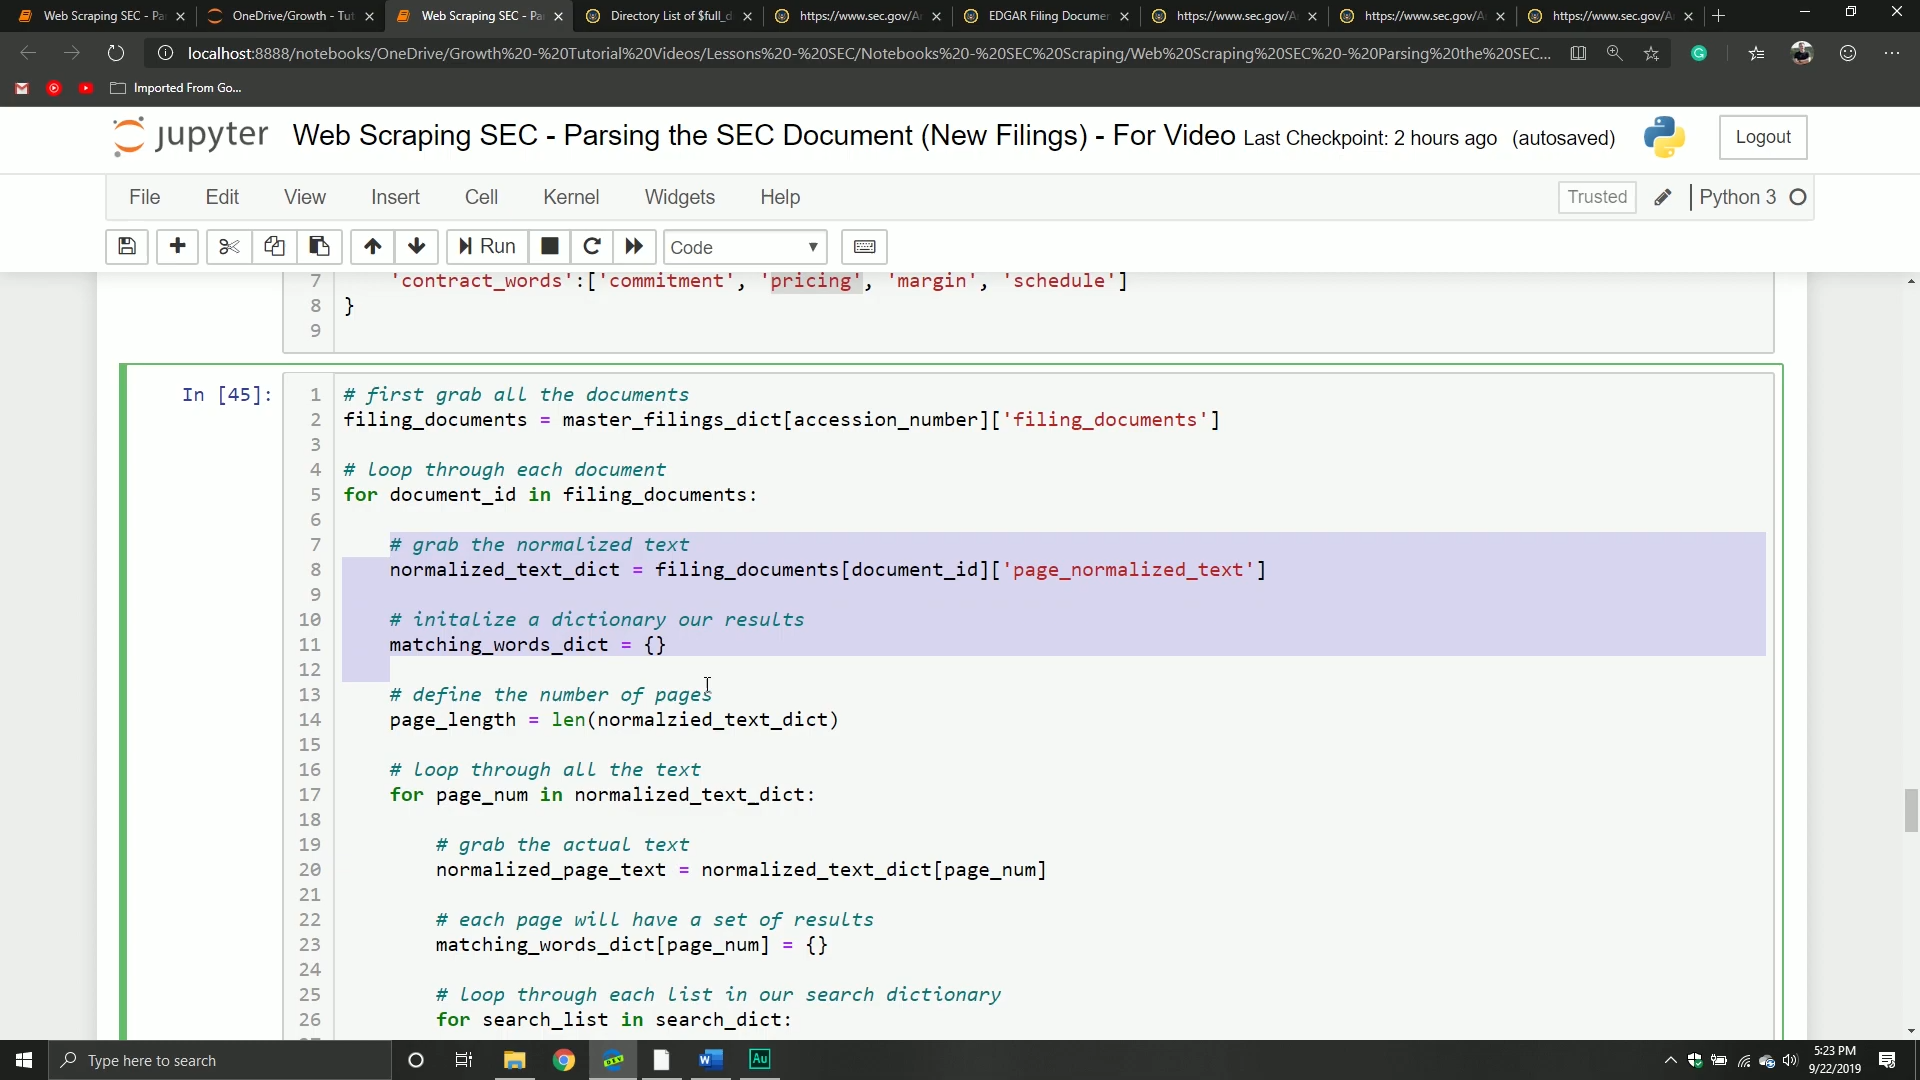 Web Scraping SEC - Pa
OneDrive/Growth - Tut
Web Scraping SEC - Pa
Directory List of $full_d
https://www.sec.gov/A
EDGAR Filing Documen
https://www.sec.gov/A
https://www.sec.gov/A
https://www.sec.gov/A
localhost:8888/notebooks/OneDrive/Growth%20-%20Tutorial%20Videos/Lessons%20-%20SEC/Notebooks%20-%20SEC%20Scraping/Web%20Scraping%20SEC%20-%20Parsing%20the%20SEC...
Imported From Go...
jupyter Web Scraping SEC - Parsing the SEC Document (New Filings) - For Video Last Checkpoint: 2 hours ago (autosaved) Logout
File Edit View Insert Cell Kernel Widgets Help Trusted Python 3
Run Code
7 'contract_words':['commitment', 'pricing', 'margin', 'schedule']
8 }
9
In [45]:
1 # first grab all the documents
2 filing_documents = master_filings_dict[accession_number]['filing_documents']
3
4 # loop through each document
5 for document_id in filing_documents:
6
7 # grab the normalized text
8 normalized_text_dict = filing_documents[document_id]['page_normalized_text']
9
10 # initalize a dictionary our results
11 matching_words_dict = {}
12
13 # define the number of pages
14 page_length = len(normalzied_text_dict)
15
16 # loop through all the text
17 for page_num in normalized_text_dict:
18
19 # grab the actual text
20 normalized_page_text = normalized_text_dict[page_num]
21
22 # each page will have a set of results
23 matching_words_dict[page_num] = {}
24
25 # loop through each list in our search dictionary
26 for search_list in search_dict:
Type here to search
DEV
Au
5:23 PM
9/22/2019